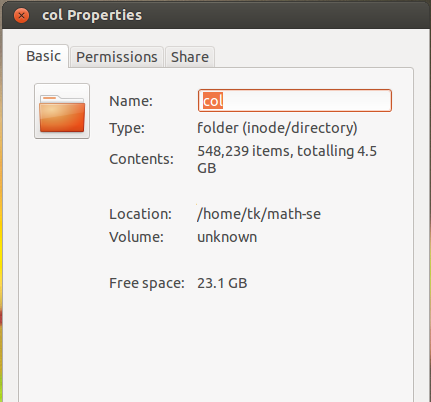 col Properties
Basic Permissions Share
Name: col
Type: folder (inode/directory)
Contents: 548,239 items, totalling 4.5
GB
Location: /home/tk/math-se
Volume: unknown
Free space: 23.1 GB